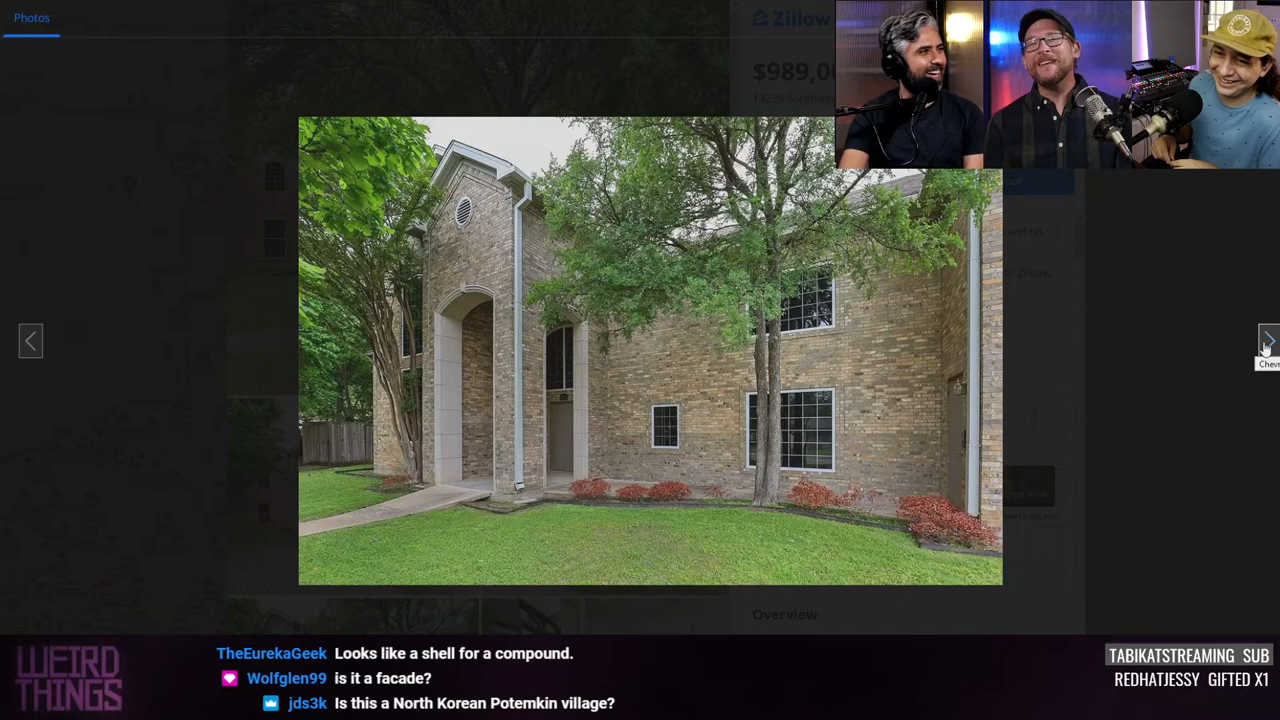 Photos
Zillow
$989,0
Overview
WEIRD
THINGS
TheEurekaGeek Looks like a shell for a compound.
Wolfglen99 is it a facade?
jds3k Is this a North Korean Potemkin village?
TABIKATSTREAMING SUB
REDHATJESSY GIFTED X1